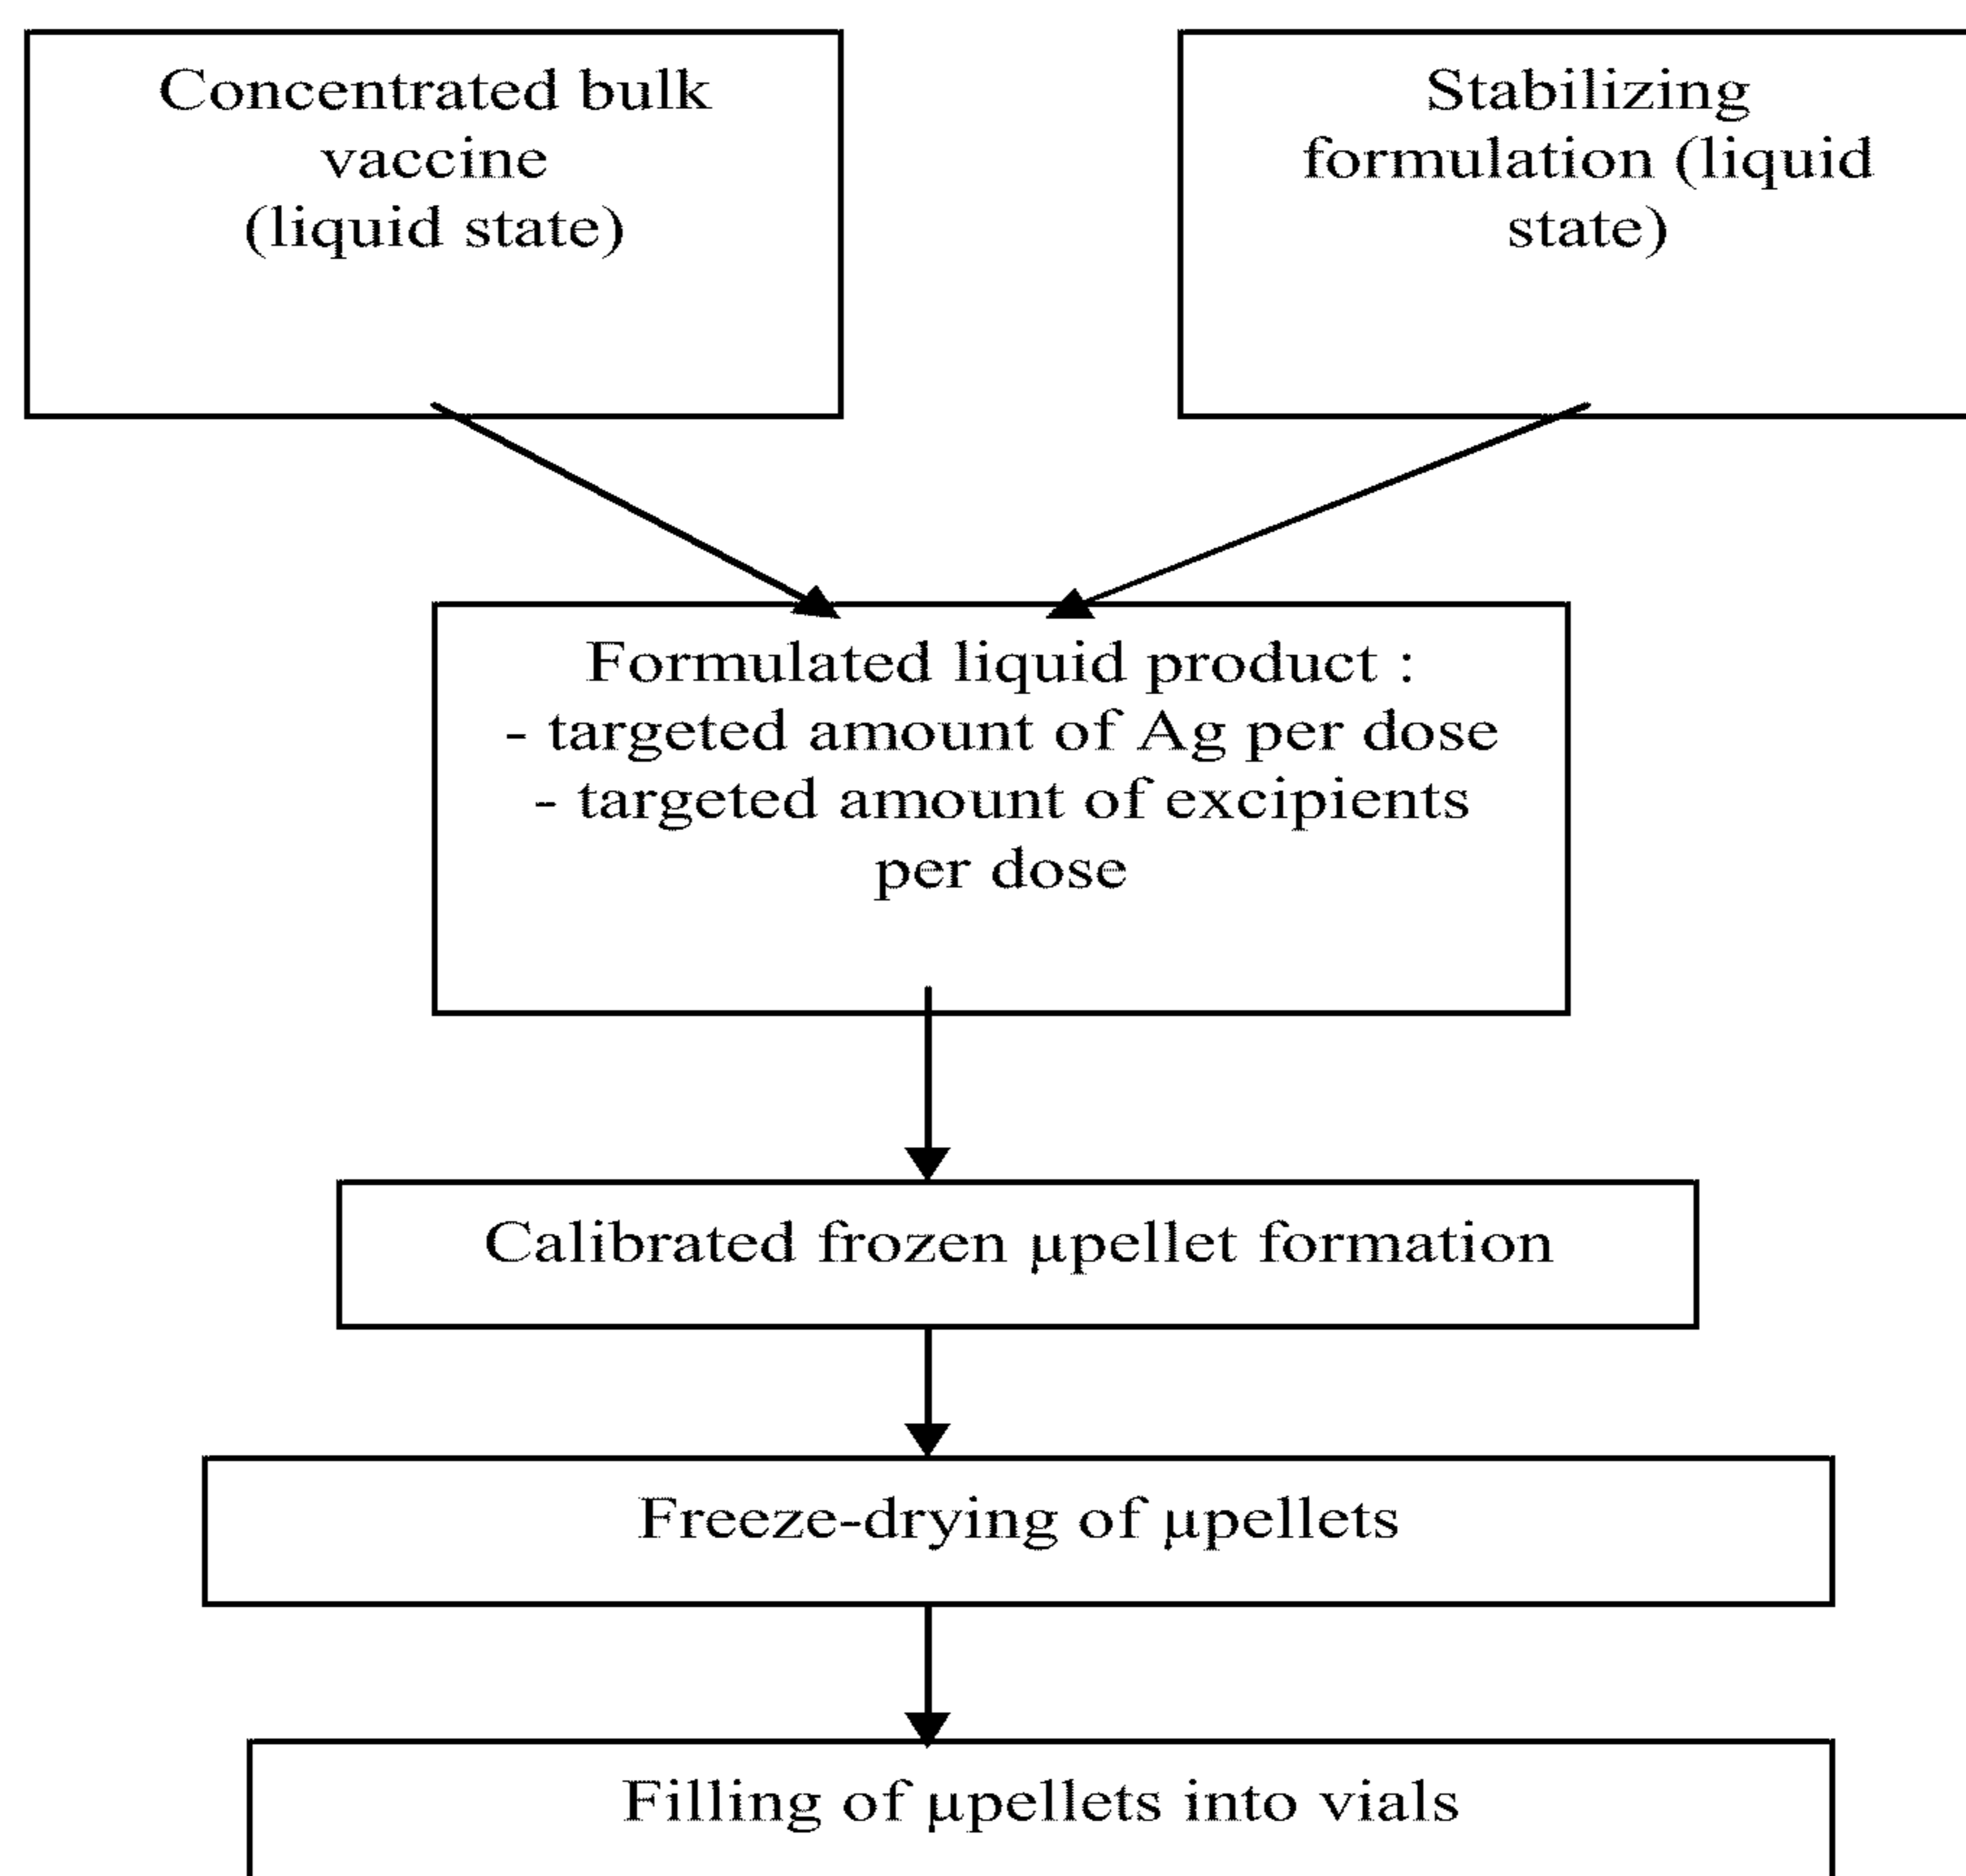 Concentrated bulk
vaccine
(liquid state)
Stabilizing
formulation (liquid
state)
Formulated liquid product :
- targeted amount of Ag per dose
- targeted amount of excipients
per dose
Calibrated frozen µpellet formation
Freeze-drying of µpellets
Filling of µpellets into vials